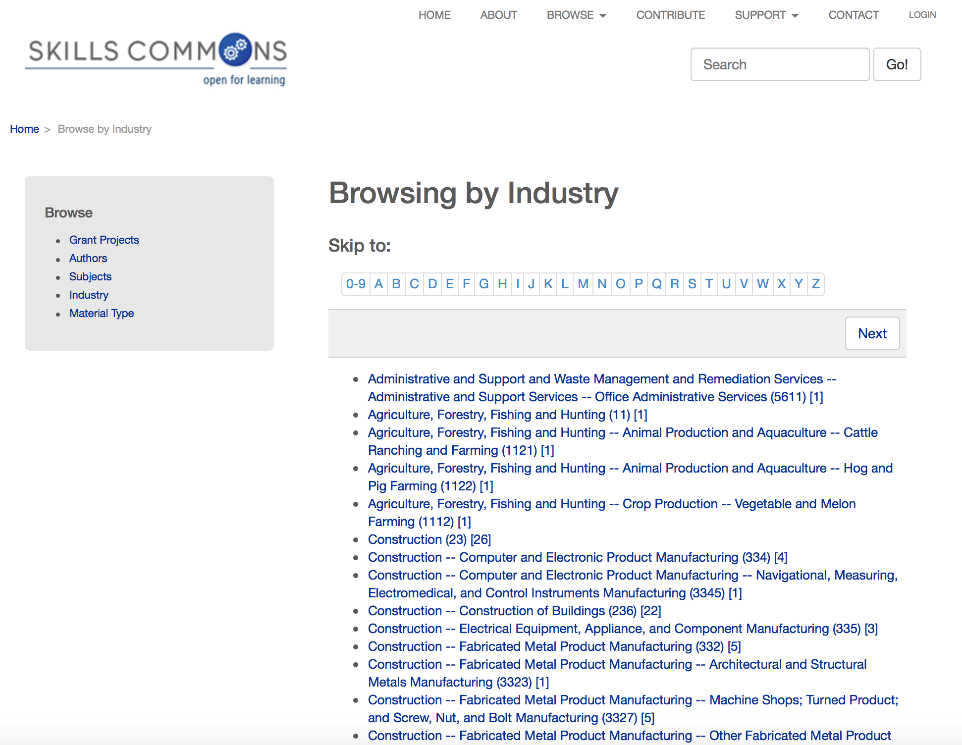 HOME ABOUT BROWSE CONTRIBUTE SUPPORT CONTACT LOGIN
SKILLS COMMONS
open for learning
Search Go!
Home > Browse by Industry
Browse
Grant Projects
Authors
Subjects
Industry
Material Type
Browsing by Industry
Skip to:
0-9 A B C D E F G H I J K L M N O P Q R S T U V W X Y Z
Next
Administrative and Support and Waste Management and Remediation Services --
Administrative and Support Services -- Office Administrative Services (5611) [1]
Agriculture, Forestry, Fishing and Hunting (11) [1]
Agriculture, Forestry, Fishing and Hunting -- Animal Production and Aquaculture -- Cattle
Ranching and Farming (1121) [1]
Agriculture, Forestry, Fishing and Hunting -- Animal Production and Aquaculture -- Hog and
Pig Farming (1122) [1]
Agriculture, Forestry, Fishing and Hunting -- Crop Production -- Vegetable and Melon
Farming (1112) [1]
Construction (23) [26]
Construction -- Computer and Electronic Product Manufacturing (334) [4]
Construction -- Computer and Electronic Product Manufacturing -- Navigational, Measuring,
Electromedical, and Control Instruments Manufacturing (3345) [1]
Construction -- Construction of Buildings (236) [22]
Construction -- Electrical Equipment, Appliance, and Component Manufacturing (335) [3]
Construction -- Fabricated Metal Product Manufacturing (332) [5]
Construction -- Fabricated Metal Product Manufacturing -- Architectural and Structural
Metals Manufacturing (3323) [1]
Construction -- Fabricated Metal Product Manufacturing -- Machine Shops; Turned Product;
and Screw, Nut, and Bolt Manufacturing (3327) [5]
Construction -- Fabricated Metal Product Manufacturing -- Other Fabricated Metal Product